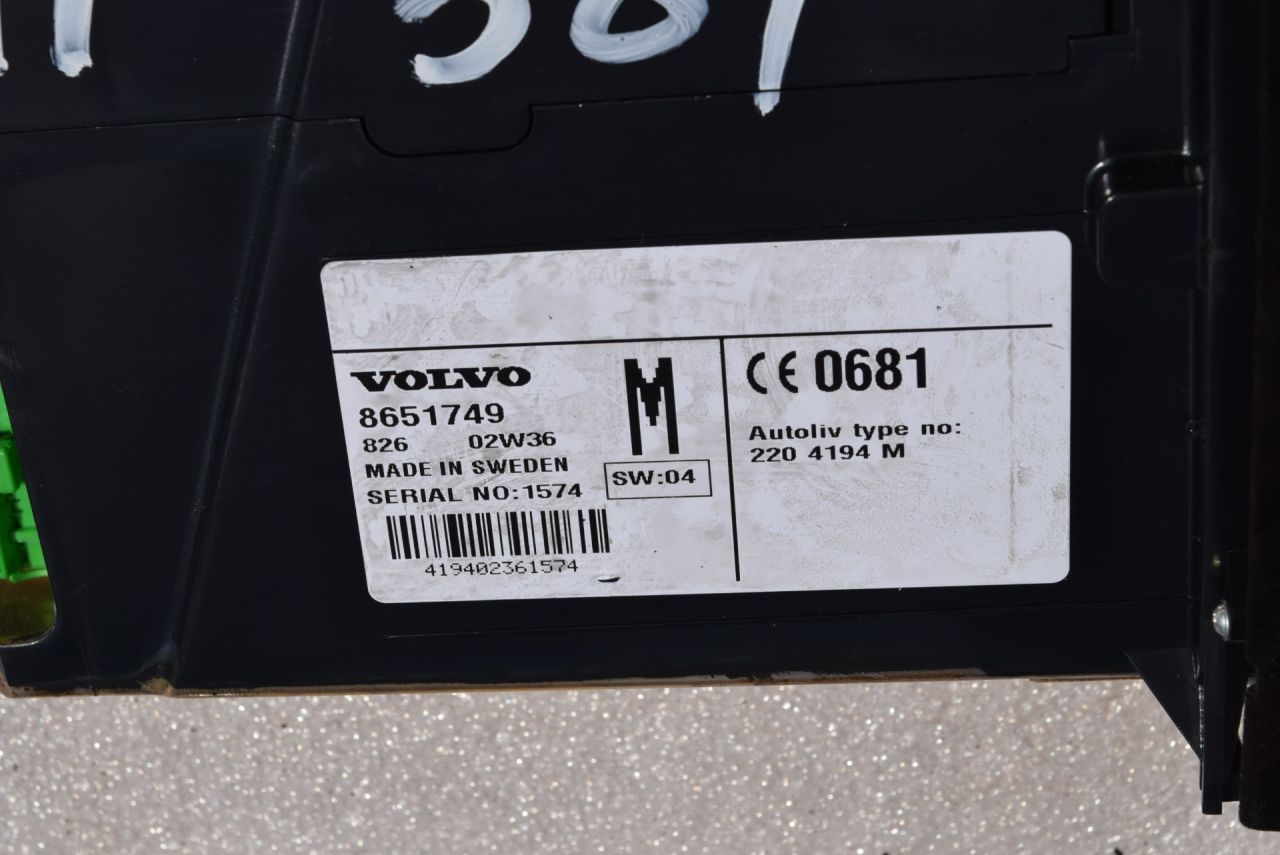 VOLVO
8651749
826 02W36
MADE IN SWEDEN
SERIAL NO:1574
M
SW:04
419402361574
CE 0681
Autoliv type no:
220 4194 M